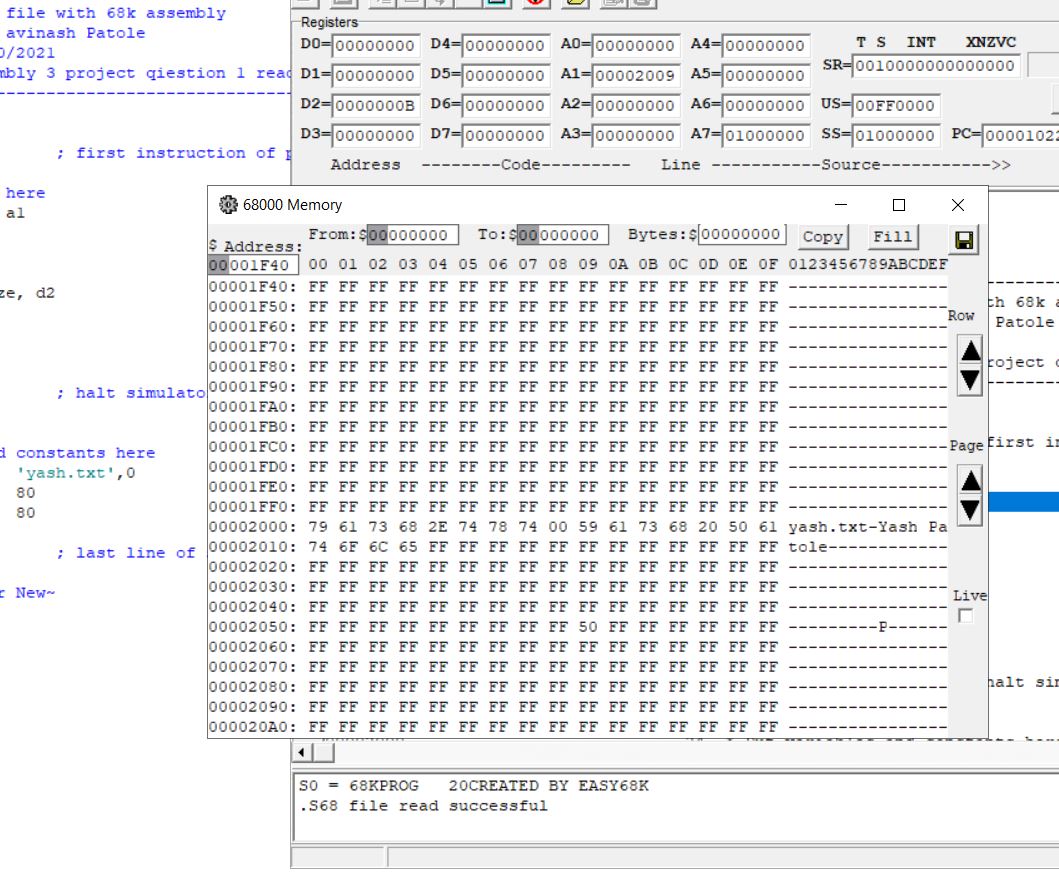 file with 68k assembly
avinash Patole
0/2021
mbly 3 project qiestion 1 read
; first instruction of p
here
a1
ze, d2
; halt simulato
d constants here
'yash.txt',0
80
80
; last line of
r New~
Registers
D0=00000000 D4=00000000 A0=00000000 A4=00000000 T S INT XNZVC
D1=00000000 D5=00000000 A1=00002009 A5=00000000 SR=0010000000000000
D2=0000000B D6=00000000 A2=00000000 A6=00000000 US=00FF0000
D3=00000000 D7=00000000 A3=00000000 A7=01000000 SS=01000000 PC=00001022
Address --------Code--------- Line -----------Source----------->>
68000 Memory
From:$00000000 To:$00000000 Bytes:$00000000 Copy Fill
$ Address:
00001F40 00 01 02 03 04 05 06 07 08 09 0A 0B 0C 0D 0E 0F 0123456789ABCDEF
00001F40: FF FF FF FF FF FF FF FF FF FF FF FF FF FF FF FF ----------------
00001F50: FF FF FF FF FF FF FF FF FF FF FF FF FF FF FF FF ----------------
00001F60: FF FF FF FF FF FF FF FF FF FF FF FF FF FF FF FF ----------------
00001F70: FF FF FF FF FF FF FF FF FF FF FF FF FF FF FF FF ----------------
00001F80: FF FF FF FF FF FF FF FF FF FF FF FF FF FF FF FF ----------------
00001F90: FF FF FF FF FF FF FF FF FF FF FF FF FF FF FF FF ----------------
00001FA0: FF FF FF FF FF FF FF FF FF FF FF FF FF FF FF FF ----------------
00001FB0: FF FF FF FF FF FF FF FF FF FF FF FF FF FF FF FF ----------------
00001FC0: FF FF FF FF FF FF FF FF FF FF FF FF FF FF FF FF ----------------
00001FD0: FF FF FF FF FF FF FF FF FF FF FF FF FF FF FF FF ----------------
00001FE0: FF FF FF FF FF FF FF FF FF FF FF FF FF FF FF FF ----------------
00001FF0: FF FF FF FF FF FF FF FF FF FF FF FF FF FF FF FF ----------------
00002000: 79 61 73 68 2E 74 78 74 00 59 61 73 68 20 50 61 yash.txt-Yash Pa
00002010: 74 6F 6C 65 FF FF FF FF FF FF FF FF FF FF FF FF tole------------
00002020: FF FF FF FF FF FF FF FF FF FF FF FF FF FF FF FF ----------------
00002030: FF FF FF FF FF FF FF FF FF FF FF FF FF FF FF FF ----------------
00002040: FF FF FF FF FF FF FF FF FF FF FF FF FF FF FF FF ----------------
00002050: FF FF FF FF FF FF FF FF FF 50 FF FF FF FF FF FF ---------P------
00002060: FF FF FF FF FF FF FF FF FF FF FF FF FF FF FF FF ----------------
00002070: FF FF FF FF FF FF FF FF FF FF FF FF FF FF FF FF ----------------
00002080: FF FF FF FF FF FF FF FF FF FF FF FF FF FF FF FF ----------------
00002090: FF FF FF FF FF FF FF FF FF FF FF FF FF FF FF FF ----------------
000020A0: FF FF FF FF FF FF FF FF FF FF FF FF FF FF FF FF ----------------
Row
Page
Live
th 68k a
Patole
roject q
first in
halt sim
S0 = 68KPROG 20CREATED BY EASY68K
.S68 file read successful